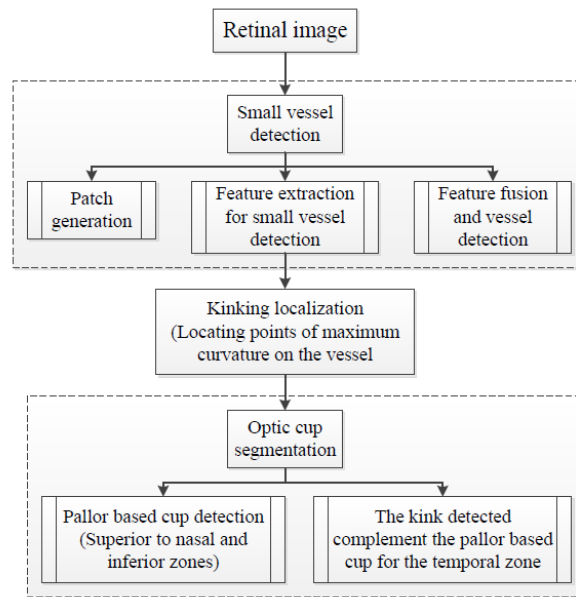 Retinal image
Small vessel
detection
Patch
generation
Feature extraction
for small vessel
detection
Feature fusion
and vessel
detection
Kinking localization
(Locating points of maximum
curvature on the vessel
Optic cup
segmentation
Pallor based cup detection
(Superior to nasal and
inferior zones)
The kink detected
complement the pallor based
cup for the temporal zone